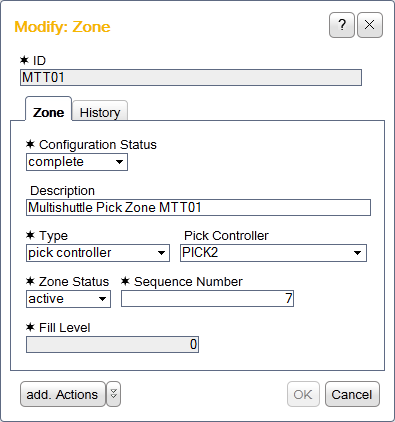 Modify: Zone
?
✶ ID
MTT01
Zone History
✶ Configuration Status
complete
Description
Multishuttle Pick Zone MTT01
✶ Type Pick Controller
pick controller PICK2
✶ Zone Status ✶ Sequence Number
active 7
✶ Fill Level
0
add. Actions OK Cancel